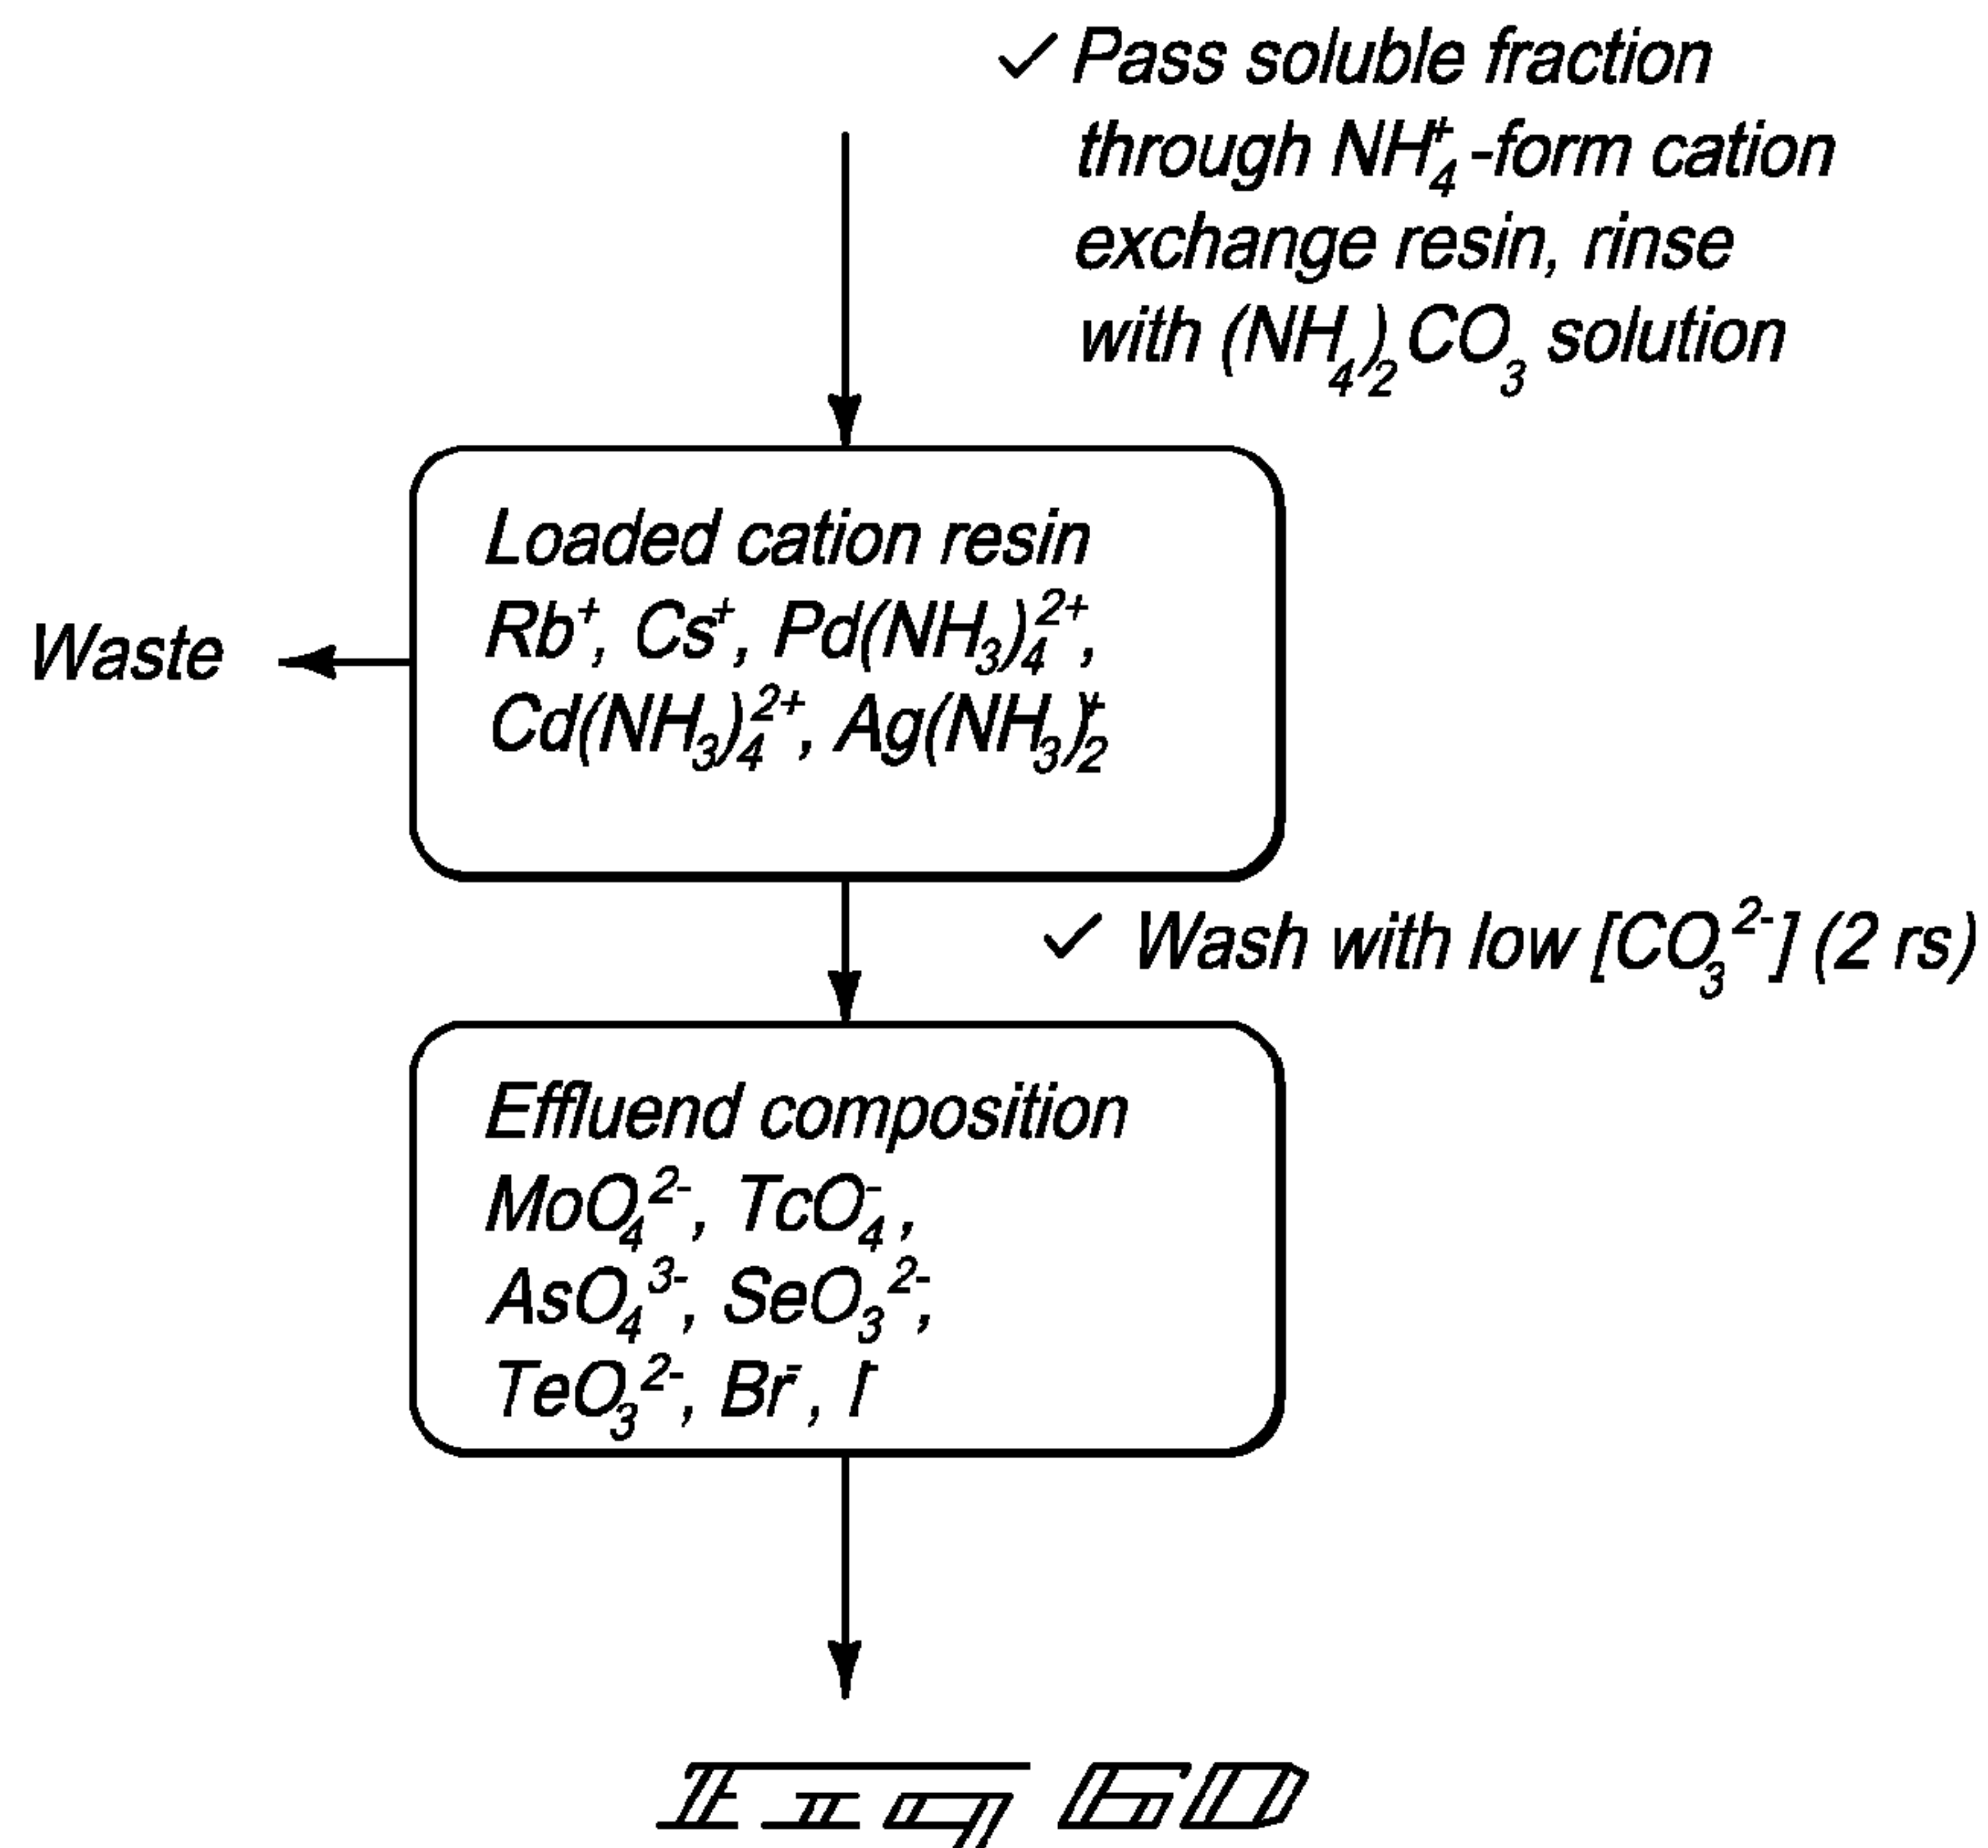 ✓ Pass soluble fraction
through NH₄⁺-form cation
exchange resin, rinse
with (NH₄)₂CO₃ solution
Loaded cation resin
Rb⁺, Cs⁺, Pd(NH₃)₄²⁺,
Cd(NH₃)₄²⁺, Ag(NH₃)₂⁺
Waste
✓ Wash with low [CO₃²⁻] (2 rs)
Effluend composition
MoO₄²⁻, TcO₄⁻,
AsO₄³⁻, SeO₃²⁻,
TeO₃²⁻, Br⁻, I⁻
Fig 6D